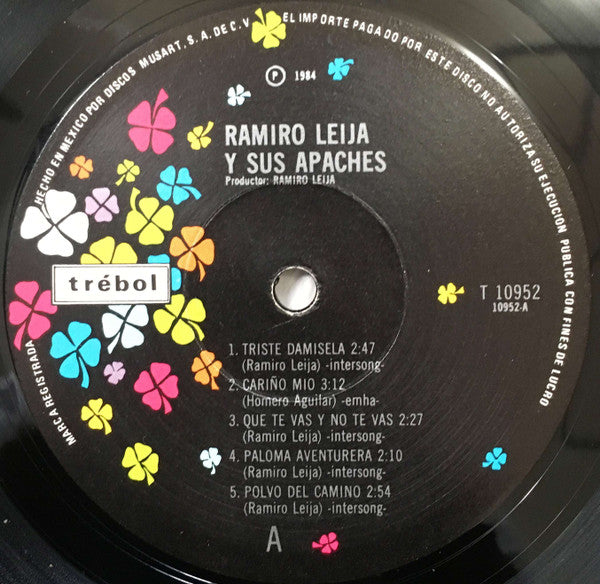 HECHO EN MEXICO POR DISCOS MUSART, S.A. DE C.V
EL IMPORTE PAGADO POR ESTE DISCO NO AUTORIZA SU EJECUCION PUBLICA CON FINES DE LUCRO
℗ 1984
RAMIRO LEIJA
Y SUS APACHES
Productor: RAMIRO LEIJA
trébol
T 10952
10952-A
1. TRISTE DAMISELA 2:47
(Ramiro Leija) -intersong-
2. CARIÑO MIO 3:12
(Homero Aguilar) -emha-
3. QUE TE VAS Y NO TE VAS 2:27
(Ramiro Leija) -intersong-
4. PALOMA AVENTURERA 2:10
(Ramiro Leija) -intersong-
5. POLVO DEL CAMINO 2:54
(Ramiro Leija) -intersong-
MARCA REGISTRADA
A